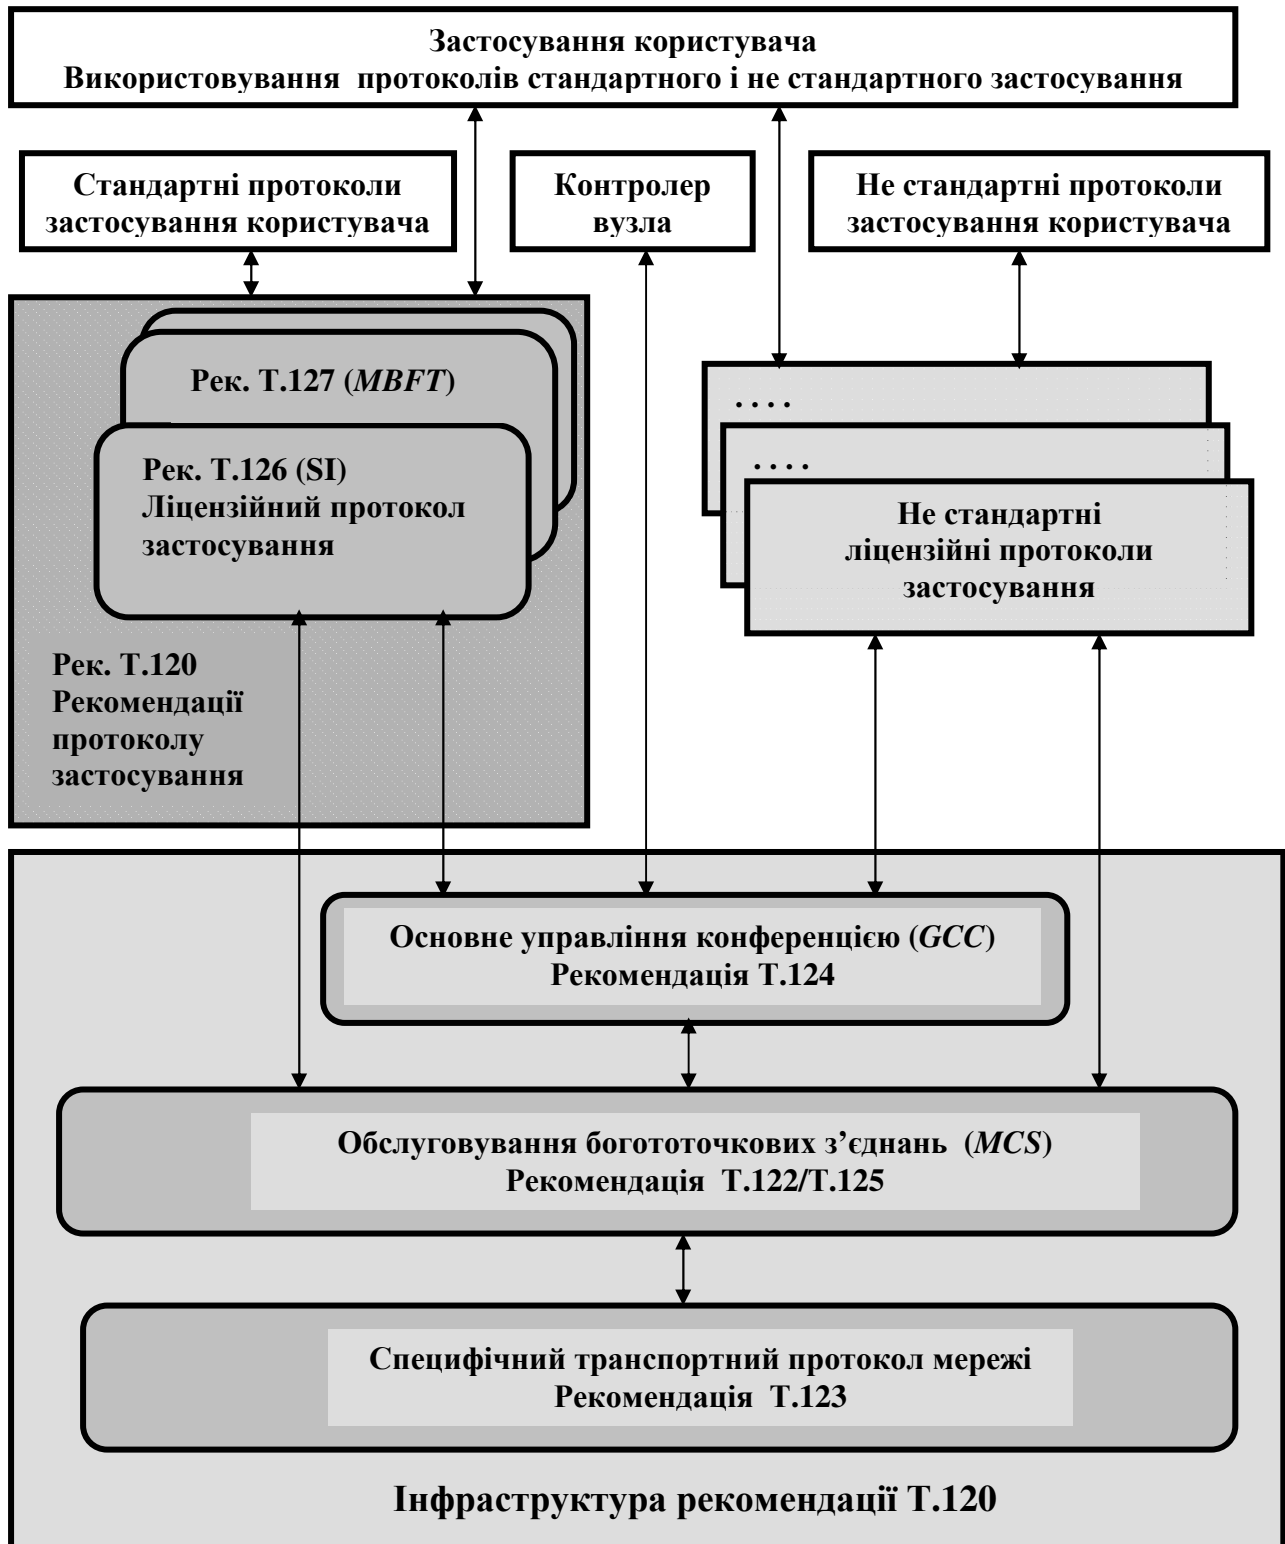 Застосування користувача
Використовування протоколів стандартного і не стандартного застосування
Стандартні протоколи
застосування користувача
Контролер
вузла
Не стандартні протоколи
застосування користувача
Рек. Т.127 (MBFT)
Рек. Т.126 (SI)
Ліцензійний протокол
застосування
Рек. Т.120
Рекомендації
протоколу
застосування
. . . .
. . . .
Не стандартні
ліцензійні протоколи
застосування
Основне управління конференцією (GCC)
Рекомендація Т.124
Обслуговування богототочкових з’єднань (MCS)
Рекомендація Т.122/Т.125
Специфічний транспортний протокол мережі
Рекомендація Т.123
Інфраструктура рекомендації Т.120